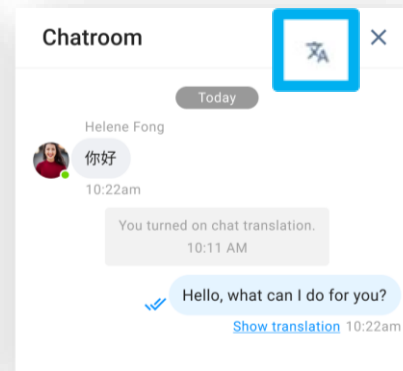 Chatroom
Today
Helene Fong
你好
10:22am
You turned on chat translation.
10:11 AM
Hello, what can I do for you?
Show translation 10:22am